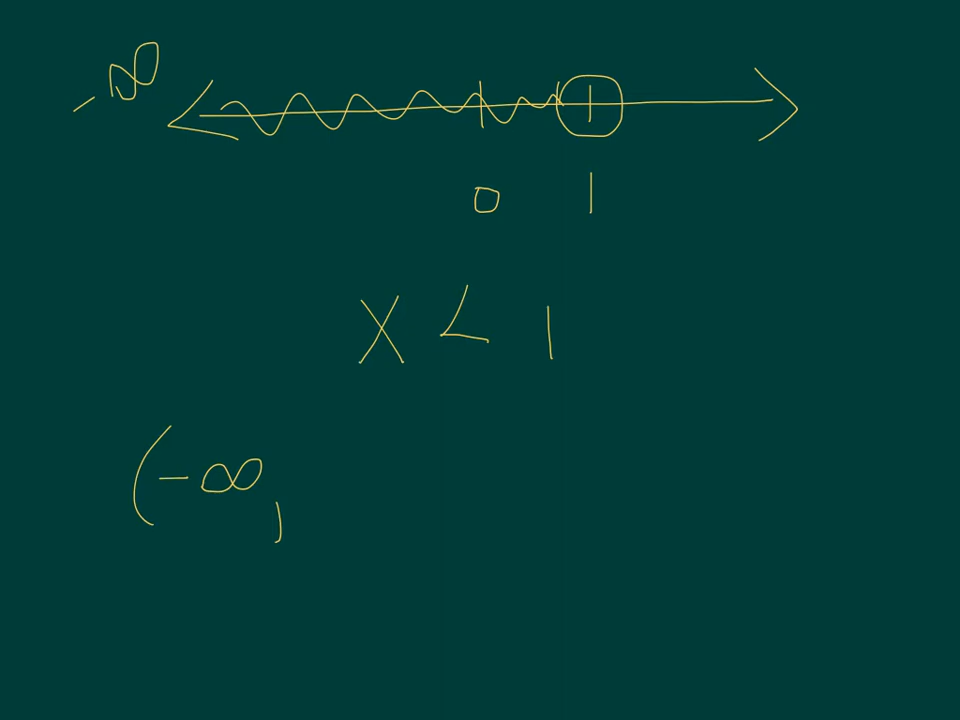 -∞
0 1
X < 1
(-∞,